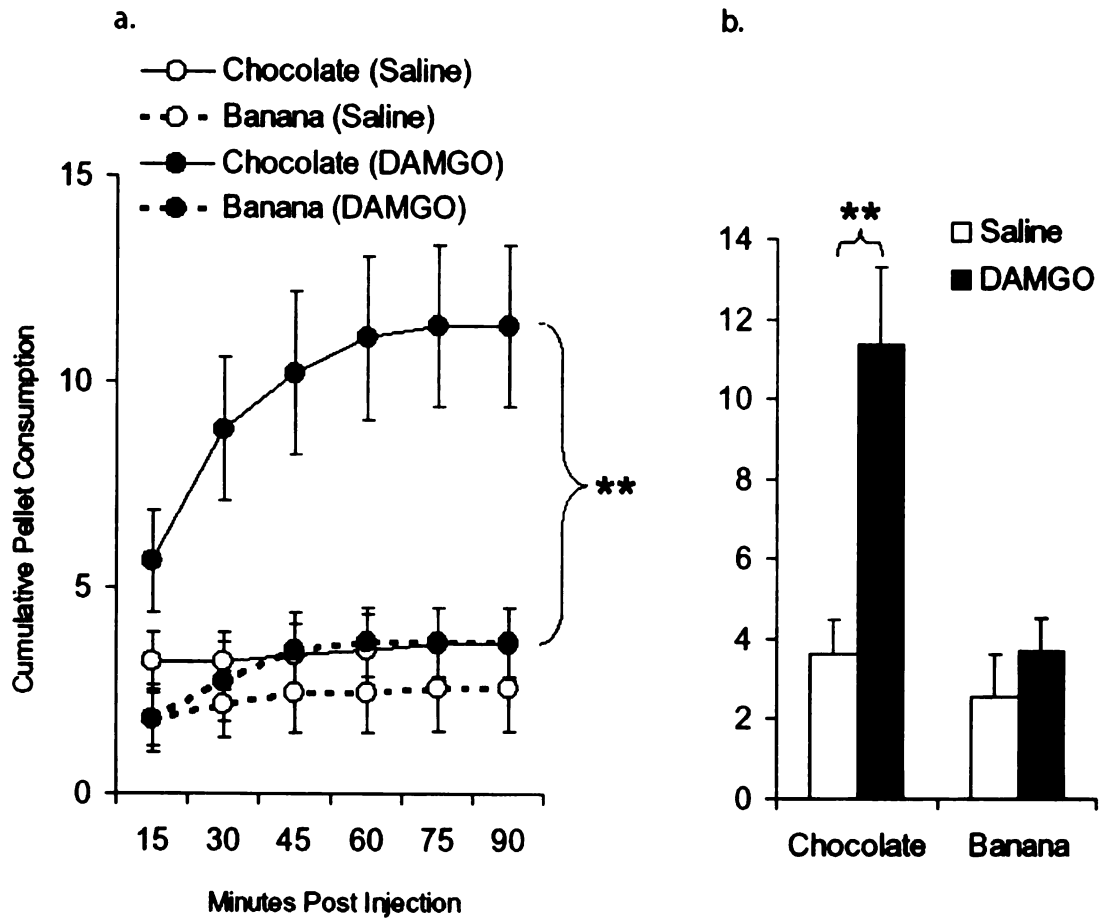 a.
Chocolate (Saline)
Banana (Saline)
Chocolate (DAMGO)
Banana (DAMGO)
15
10
5
0
Cumulative Pellet Consumption
**
15 30 45 60 75 90
Minutes Post Injection
b.
**
Saline
DAMGO
14
12
10
8
6
4
2
0
Chocolate Banana